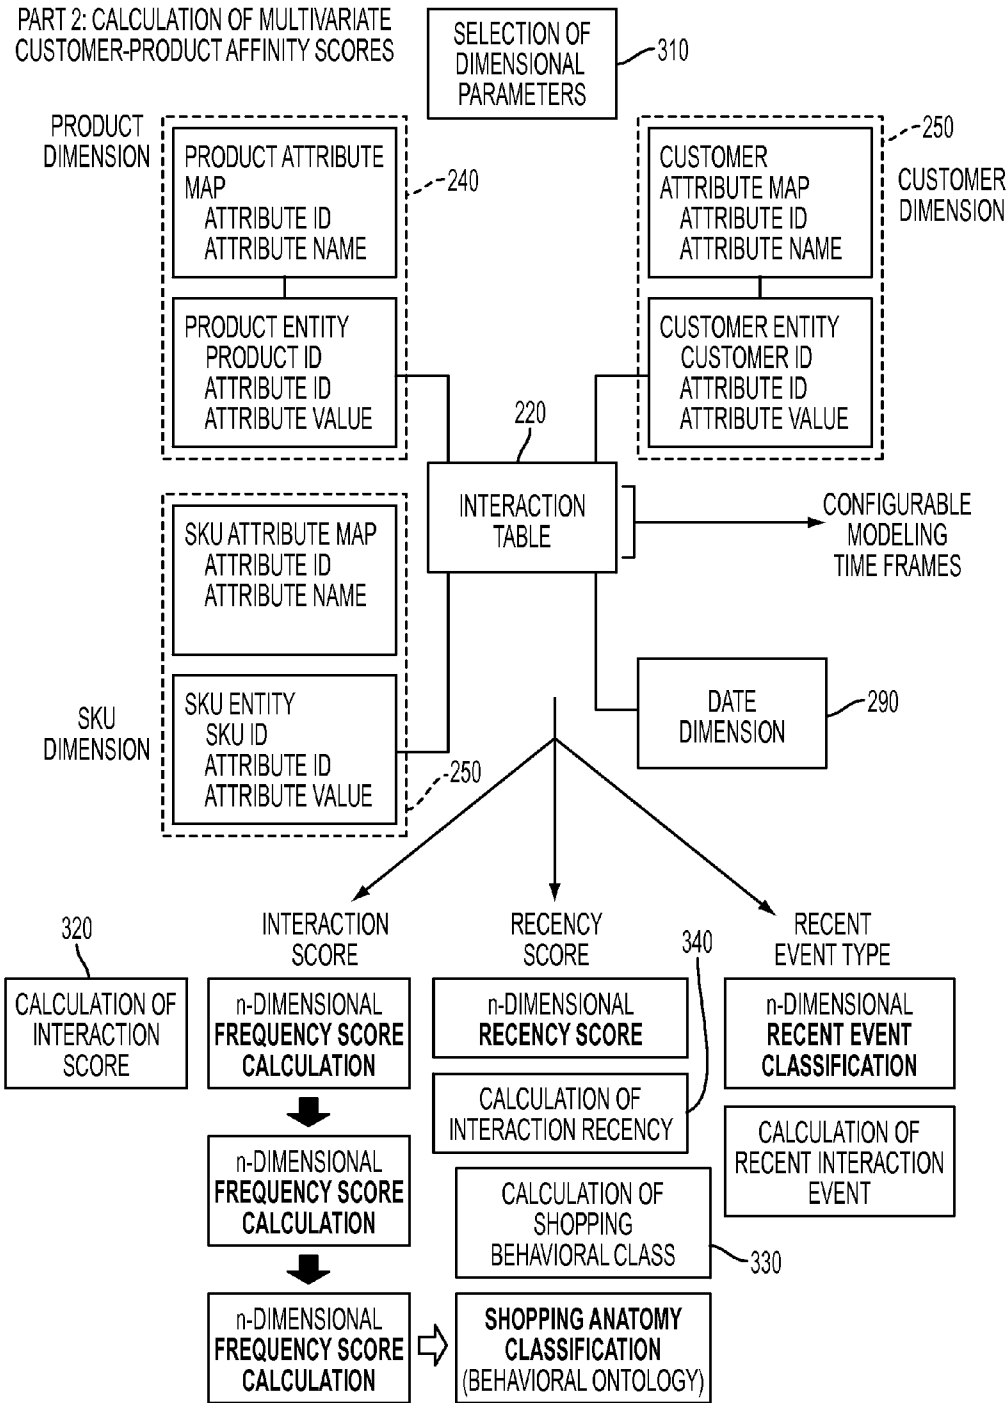 PART 2: CALCULATION OF MULTIVARIATE
CUSTOMER-PRODUCT AFFINITY SCORES
SELECTION OF
DIMENSIONAL
PARAMETERS
310
PRODUCT
DIMENSION
PRODUCT ATTRIBUTE
MAP
ATTRIBUTE ID
ATTRIBUTE NAME
240
PRODUCT ENTITY
PRODUCT ID
ATTRIBUTE ID
ATTRIBUTE VALUE
CUSTOMER
ATTRIBUTE MAP
ATTRIBUTE ID
ATTRIBUTE NAME
250
CUSTOMER
DIMENSION
CUSTOMER ENTITY
CUSTOMER ID
ATTRIBUTE ID
ATTRIBUTE VALUE
220
INTERACTION
TABLE
CONFIGURABLE
MODELING
TIME FRAMES
SKU ATTRIBUTE MAP
ATTRIBUTE ID
ATTRIBUTE NAME
SKU
DIMENSION
SKU ENTITY
SKU ID
ATTRIBUTE ID
ATTRIBUTE VALUE
250
DATE
DIMENSION
290
INTERACTION
SCORE
RECENCY
SCORE
RECENT
EVENT TYPE
320
CALCULATION OF
INTERACTION
SCORE
n-DIMENSIONAL
FREQUENCY SCORE
CALCULATION
n-DIMENSIONAL
RECENCY SCORE
340
n-DIMENSIONAL
RECENT EVENT
CLASSIFICATION
CALCULATION OF
INTERACTION RECENCY
CALCULATION OF
RECENT INTERACTION
EVENT
n-DIMENSIONAL
FREQUENCY SCORE
CALCULATION
CALCULATION OF
SHOPPING
BEHAVIORAL CLASS
330
n-DIMENSIONAL
FREQUENCY SCORE
CALCULATION
SHOPPING ANATOMY
CLASSIFICATION
(BEHAVIORAL ONTOLOGY)